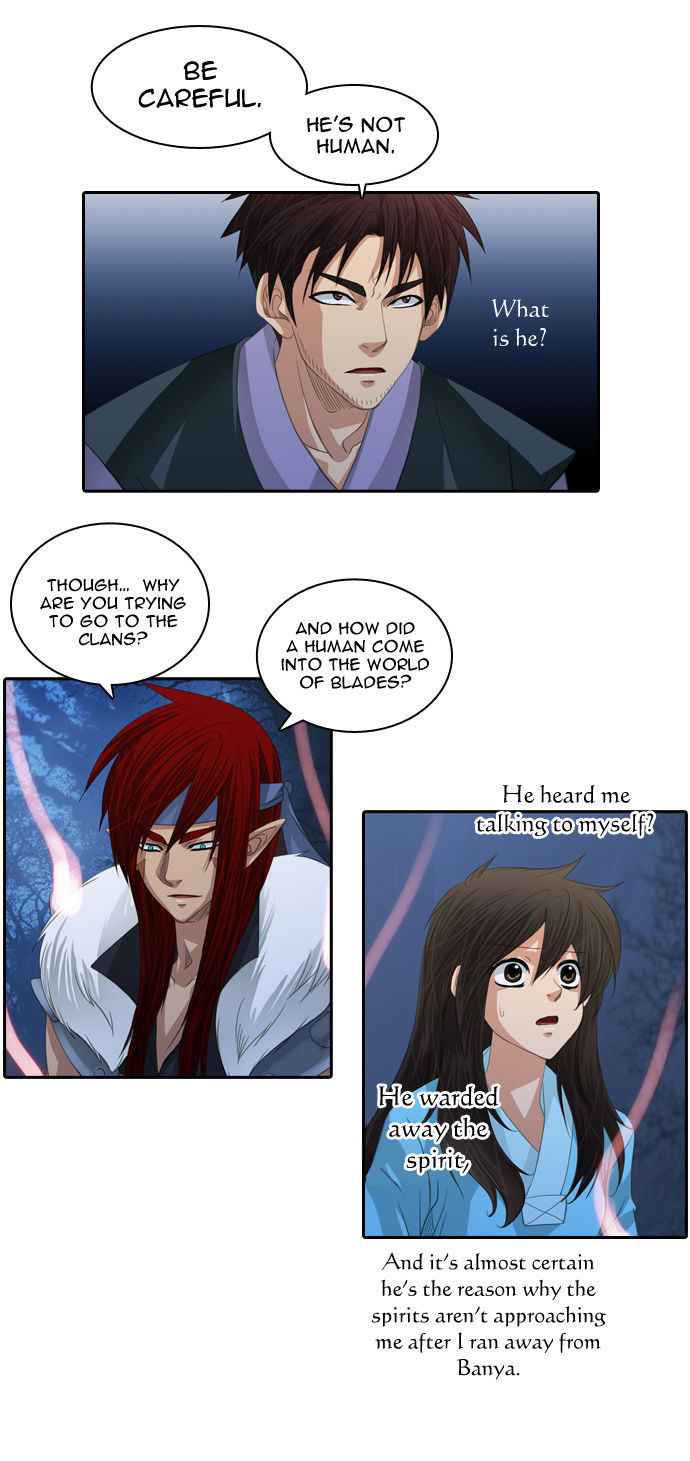 BE
CAREFUL.
HE'S NOT
HUMAN.
What
is he?
THOUGH... WHY
ARE YOU TRYING
TO GO TO THE
CLANS?
AND HOW DID
A HUMAN COME
INTO THE WORLD
OF BLADES?
He heard me
talking to myself?
He warded
away the
spirit,
And it's almost certain
he's the reason why the
spirits aren't approaching
me after I ran away from
Banya.